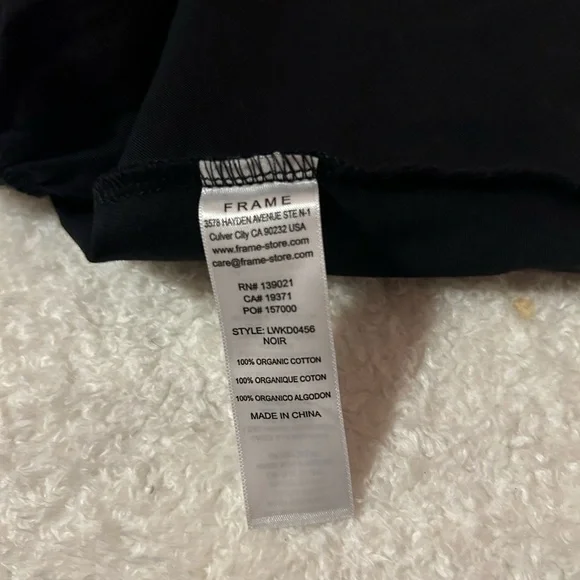 FRAME
3578 HAYDEN AVENUE STE N-1
Culver City CA 90232 USA
www.frame-store.com
care@frame-store.com
RN# 139021
CA# 19371
PO# 157000
STYLE: LWKD0456
NOIR
100% ORGANIC COTTON
100% ORGANIQUE COTON
100% ORGANICO ALGODON
MADE IN CHINA